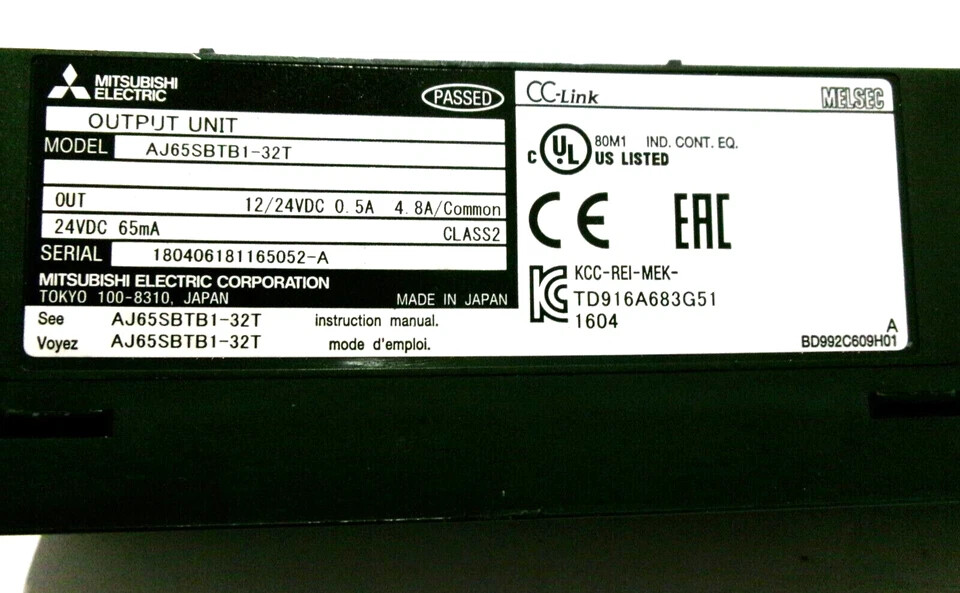 MITSUBISHI
ELECTRIC
PASSED
OUTPUT UNIT
MODEL AJ65SBTB1-32T
OUT 12/24VDC 0.5A 4.8A/Common
24VDC 65mA CLASS2
SERIAL 180406181165052-A
MITSUBISHI ELECTRIC CORPORATION
TOKYO 100-8310, JAPAN MADE IN JAPAN
See AJ65SBTB1-32T instruction manual.
Voyez AJ65SBTB1-32T mode d'emploi.
CC-Link MELSEC
C UL US LISTED
80M1 IND. CONT. EQ.
CE EAC
KC KCC-REI-MEK-
TD916A683G51
1604
A
BD992C609H01